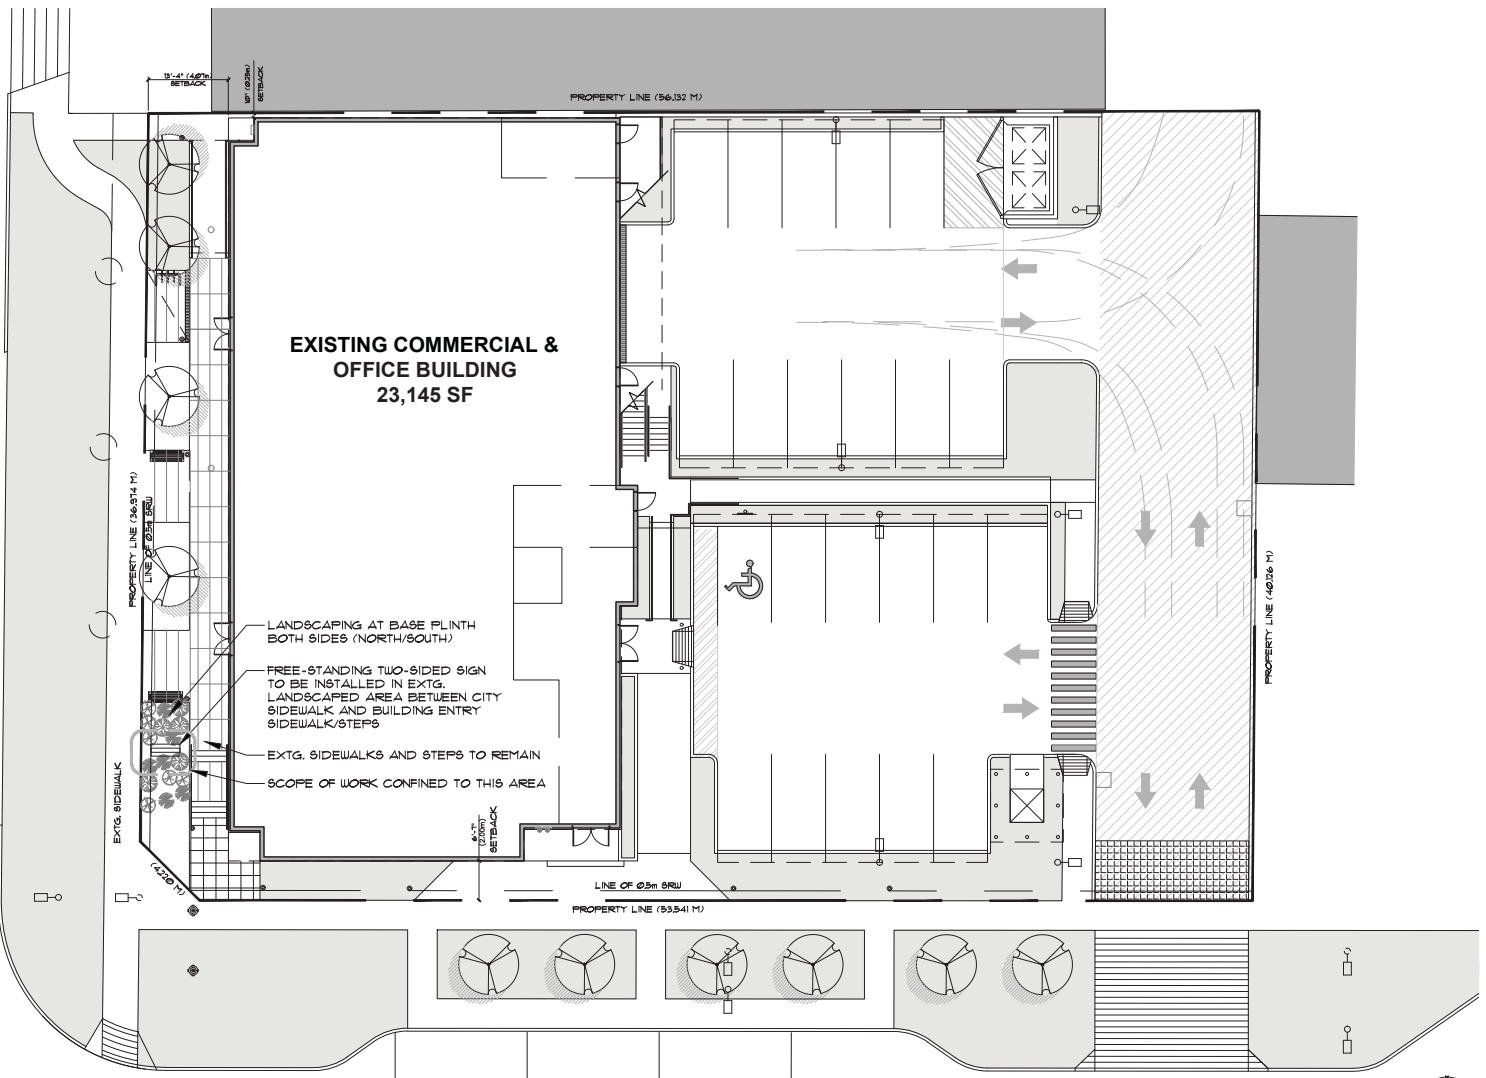 13'-4" (4.07m)
SETBACK
10" (0.25m)
SETBACK
PROPERTY LINE (56.132 M)
EXISTING COMMERCIAL &
OFFICE BUILDING
23,145 SF
PROPERTY LINE (36.974 M)
LINE OF 0.5m SRW
LANDSCAPING AT BASE PLINTH
BOTH SIDES (NORTH/SOUTH)
FREE-STANDING TWO-SIDED SIGN
TO BE INSTALLED IN EXTG.
LANDSCAPED AREA BETWEEN CITY
SIDEWALK AND BUILDING ENTRY
SIDEWALK/STEPS
EXTG. SIDEWALKS AND STEPS TO REMAIN
SCOPE OF WORK CONFINED TO THIS AREA
EXTG. SIDEWALK
(4.220 M)
6'-7"
(2.00m)
SETBACK
PROPERTY LINE (40.126 M)
LINE OF 0.5m SRW
PROPERTY LINE (53.541 M)